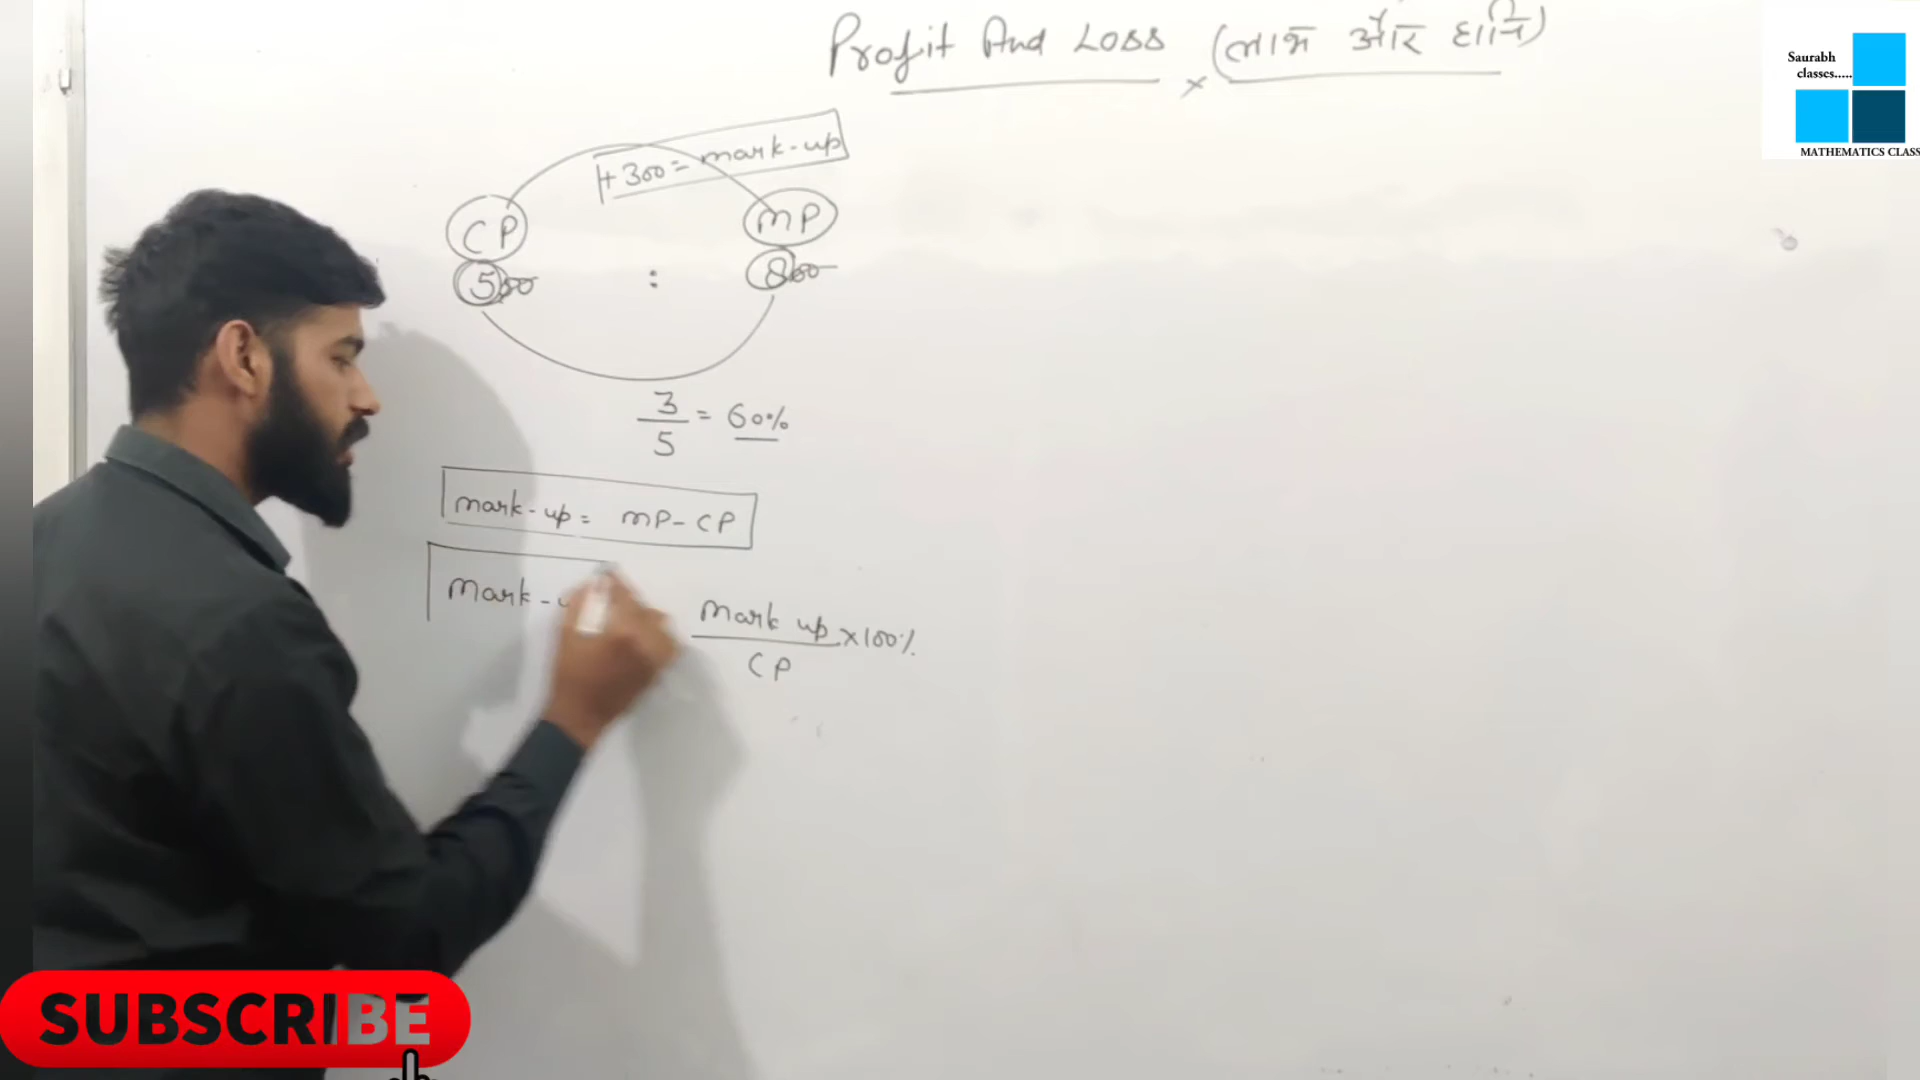 Profit And Loss (लाभ और हानि)
×
Saurabh
classes.....
MATHEMATICS CLASS
+300 = mark-up
CP MP
500 : 800
3/5 = 60%
mark-up = MP - CP
Mark-u
Mark up/CP × 100%
SUBSCRIBE